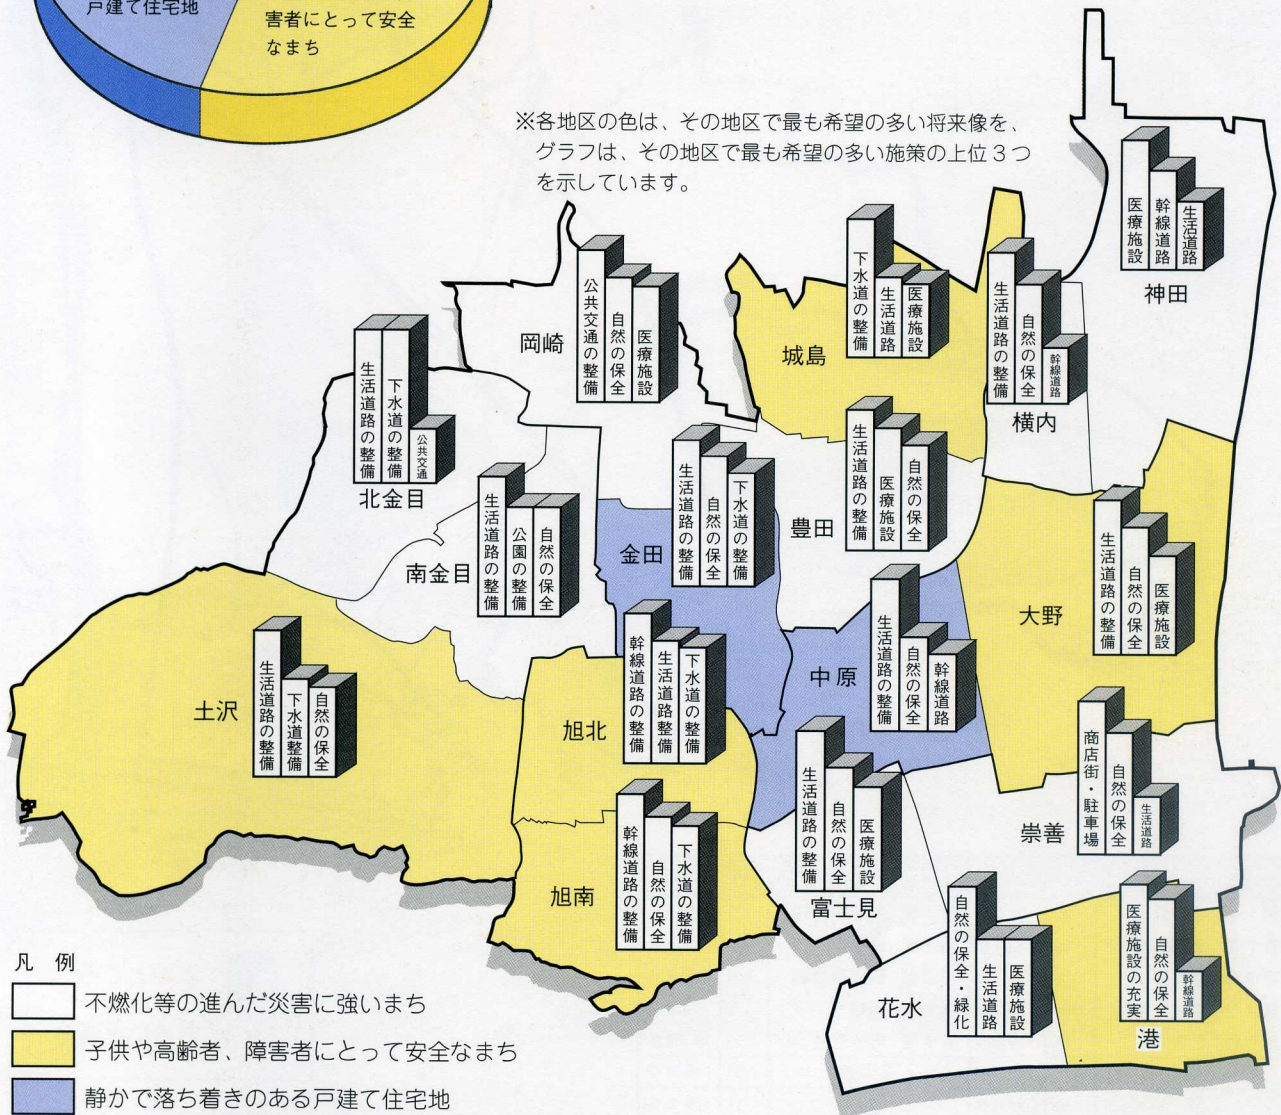 戸建て住宅地
害者にとって安全
なまち
※各地区の色は、その地区で最も希望の多い将来像を、
グラフは、その地区で最も希望の多い施策の上位3つ
を示しています。
医療施設
幹線道路
生活道路
神田
公共交通の整備
自然の保全
医療施設
岡崎
下水道の整備
生活道路
医療施設
城島
生活道路の整備
自然の保全
幹線道路
横内
生活道路の整備
下水道の整備
公共交通
北金目
生活道路の整備
公園の整備
自然の保全
南金目
生活道路の整備
自然の保全
下水道の整備
金田
生活道路の整備
医療施設
自然の保全
豊田
生活道路の整備
自然の保全
医療施設
大野
生活道路の整備
自然の保全
幹線道路
中原
生活道路の整備
下水道整備
自然の保全
土沢
幹線道路の整備
生活道路整備
下水道の整備
旭北
幹線道路の整備
自然の保全
下水道の整備
旭南
生活道路の整備
自然の保全
医療施設
富士見
商店街・駐車場
自然の保全
生活道路
崇善
自然の保全・緑化
生活道路
医療施設
花水
医療施設の充実
自然の保全
幹線道路
港
凡 例
不燃化等の進んだ災害に強いまち
子供や高齢者、障害者にとって安全なまち
静かで落ち着きのある戸建て住宅地